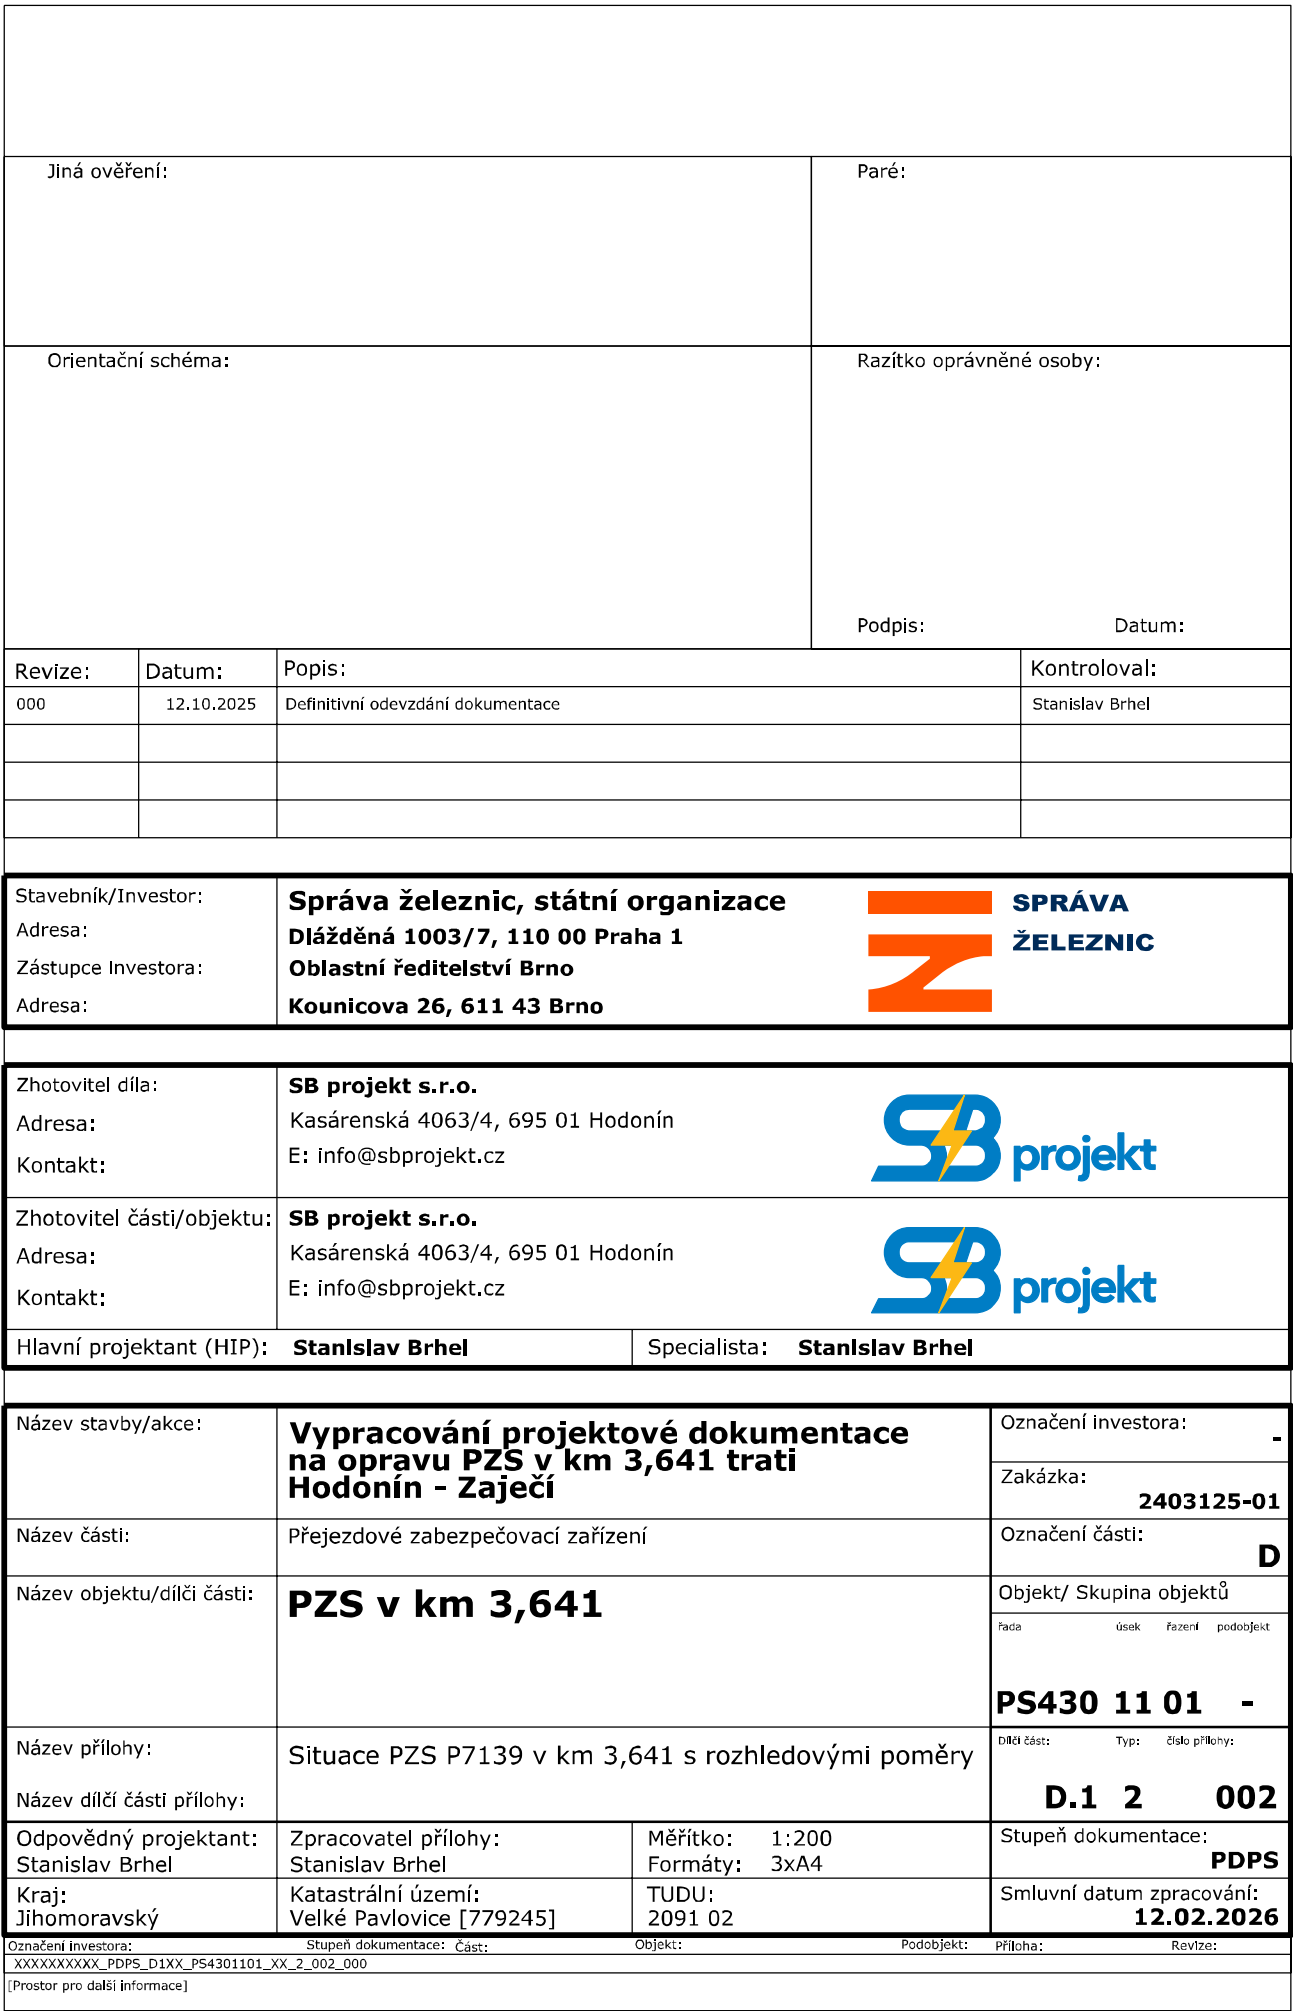 Jiná ověření:
Paré:
Orientační schéma:
Razítko oprávněné osoby:
Podpis:
Datum:
Revize:
Datum:
Popis:
Kontroloval:
000
12.10.2025
Definitivní odevzdání dokumentace
Stanislav Brhel
Stavebník/Investor:
Správa železnic, státní organizace
Adresa:
Dlážděná 1003/7, 110 00 Praha 1
Zástupce Investora:
Oblastní ředitelství Brno
Adresa:
Kounicova 26, 611 43 Brno
SPRÁVA
ŽELEZNIC
Zhotovitel díla:
SB projekt s.r.o.
Adresa:
Kasárenská 4063/4, 695 01 Hodonín
Kontakt:
E: info@sbprojekt.cz
SB projekt
Zhotovitel části/objektu:
SB projekt s.r.o.
Adresa:
Kasárenská 4063/4, 695 01 Hodonín
Kontakt:
E: info@sbprojekt.cz
SB projekt
Hlavní projektant (HIP):
Stanislav Brhel
Specialista:
Stanislav Brhel
Název stavby/akce:
Vypracování projektové dokumentace
na opravu PZS v km 3,641 trati
Hodonín - Zaječí
Označení investora:
-
Zakázka:
2403125-01
Název části:
Přejezdové zabezpečovací zařízení
Označení části:
D
Název objektu/dílči části:
PZS v km 3,641
Objekt/ Skupina objektů
řada úsek řazení podobjekt
PS430 11 01 -
Název přílohy:
Situace PZS P7139 v km 3,641 s rozhledovými poměry
Název dílčí části přílohy:
Dílčí část: Typ: číslo přílohy:
D.1 2 002
Odpovědný projektant:
Stanislav Brhel
Zpracovatel přílohy:
Stanislav Brhel
Měřítko: 1:200
Formáty: 3xA4
Stupeň dokumentace:
PDPS
Kraj:
Jihomoravský
Katastrální území:
Velké Pavlovice [779245]
TUDU:
2091 02
Smluvní datum zpracování:
12.02.2026
Označení investora: Stupeň dokumentace: Část: Objekt: Podobjekt: Příloha: Revize:
XXXXXXXXXX_PDPS_D1XX_PS4301101_XX_2_002_000
[Prostor pro další informace]